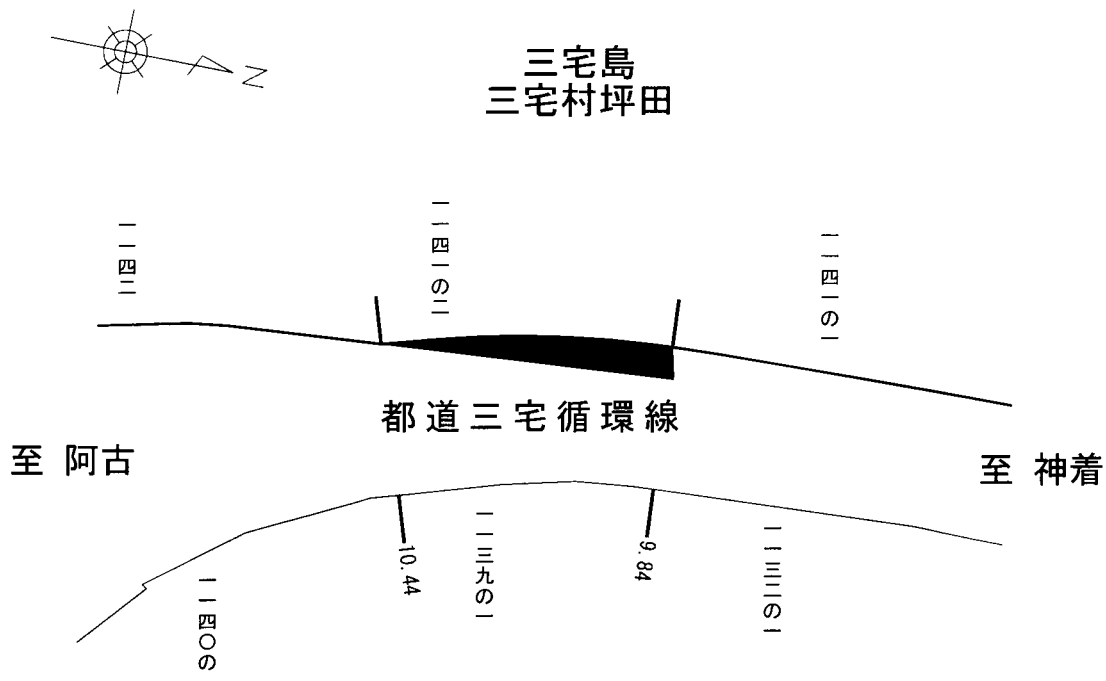 N
三宅島
三宅村坪田
一一四二
一一四一の二
一一四一の一
都道三宅循環線
至 阿古
至 神着
10.44
9.84
一一四〇の
一一三九の一
一一三二の一